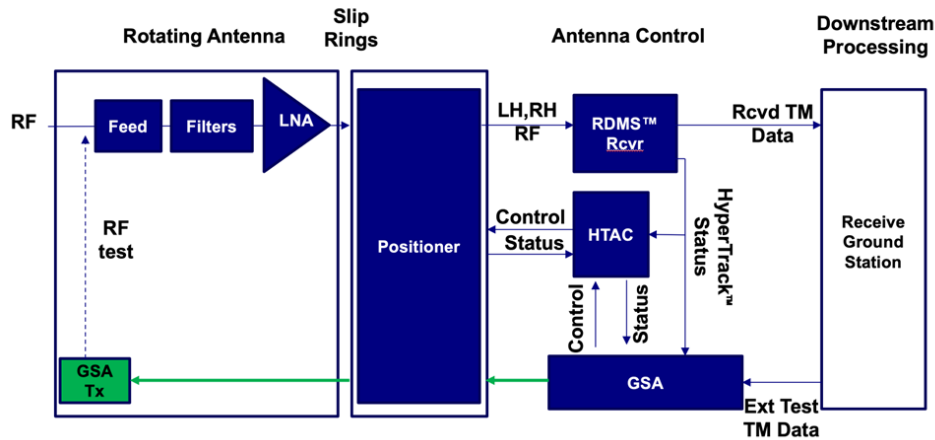 Rotating Antenna
Slip
Rings
Antenna Control
Downstream
Processing
RF
Feed
Filters
LNA
LH,RH
RF
RDMS™
Rcvr
Rcvd TM
Data
RF
test
Positioner
Control
Status
HTAC
HyperTrack™
Status
Receive
Ground
Station
Control
Status
GSA
Tx
GSA
Ext Test
TM Data